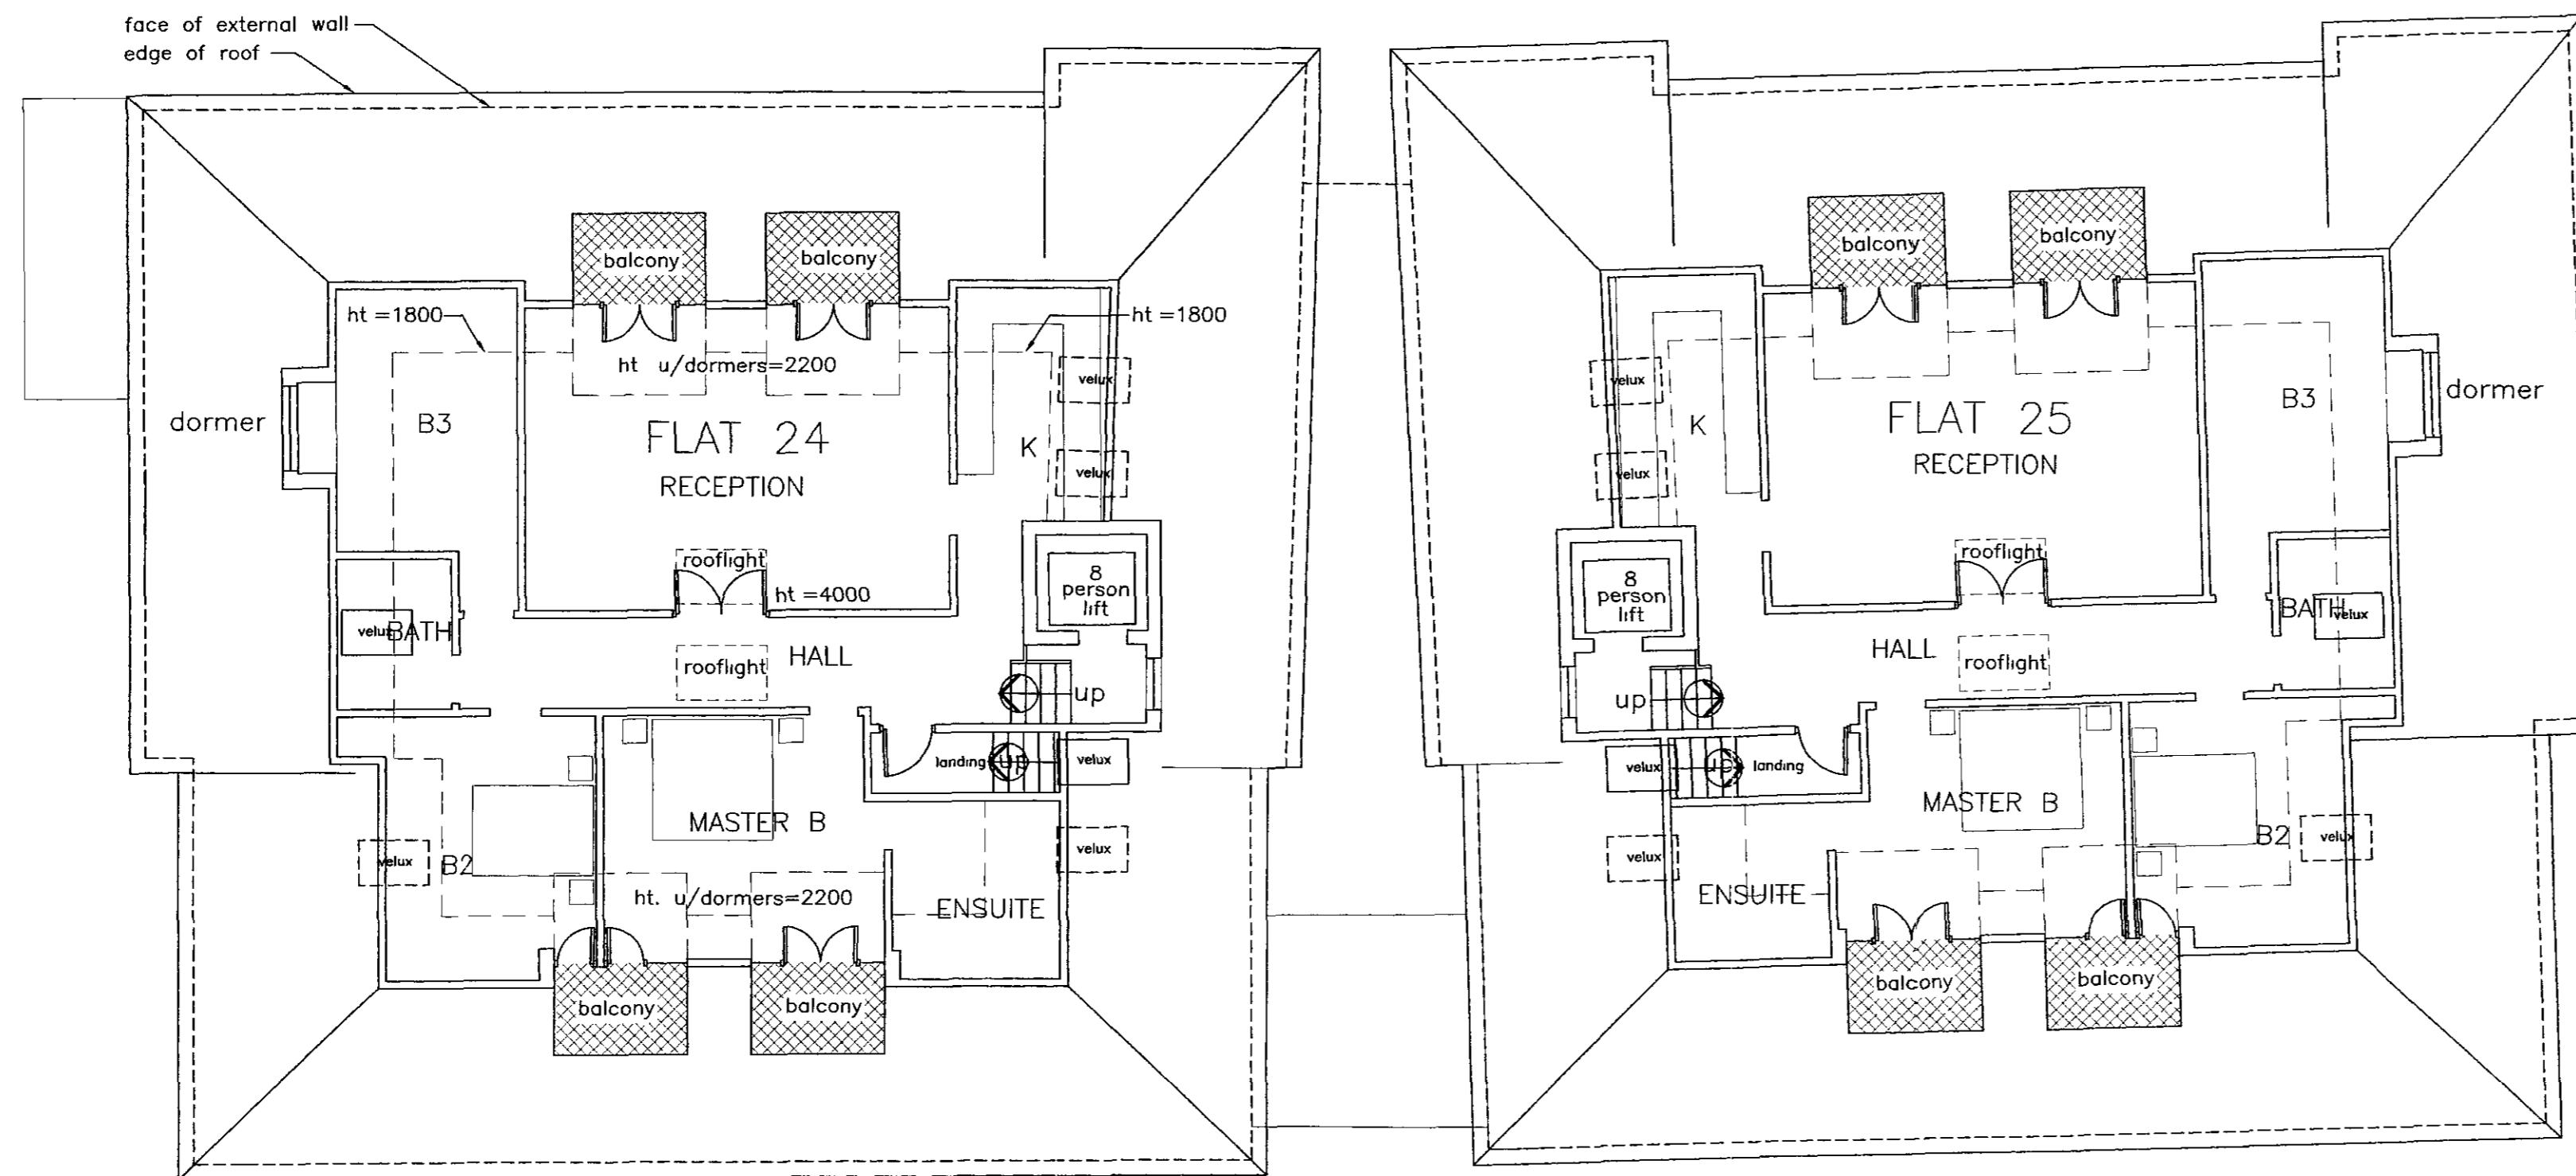 face of external wall
edge of roof
balcony
balcony
ht =1800
ht =1800
ht u/dormers=2200
velux
dormer
B3
FLAT 24
K
velux
RECEPTION
rooflight
8
person
lift
ht =4000
velux
BATH
rooflight
HALL
up
landing
up
velux
MASTER B
velux
velux
B2
ht. u/dormers=2200
ENSUITE
balcony
balcony
balcony
balcony
velux
K
FLAT 25
B3
dormer
velux
RECEPTION
rooflight
8
person
lift
BATH
velux
HALL
rooflight
up
velux
up
landing
MASTER B
velux
B2
velux
ENSUITE
balcony
balcony